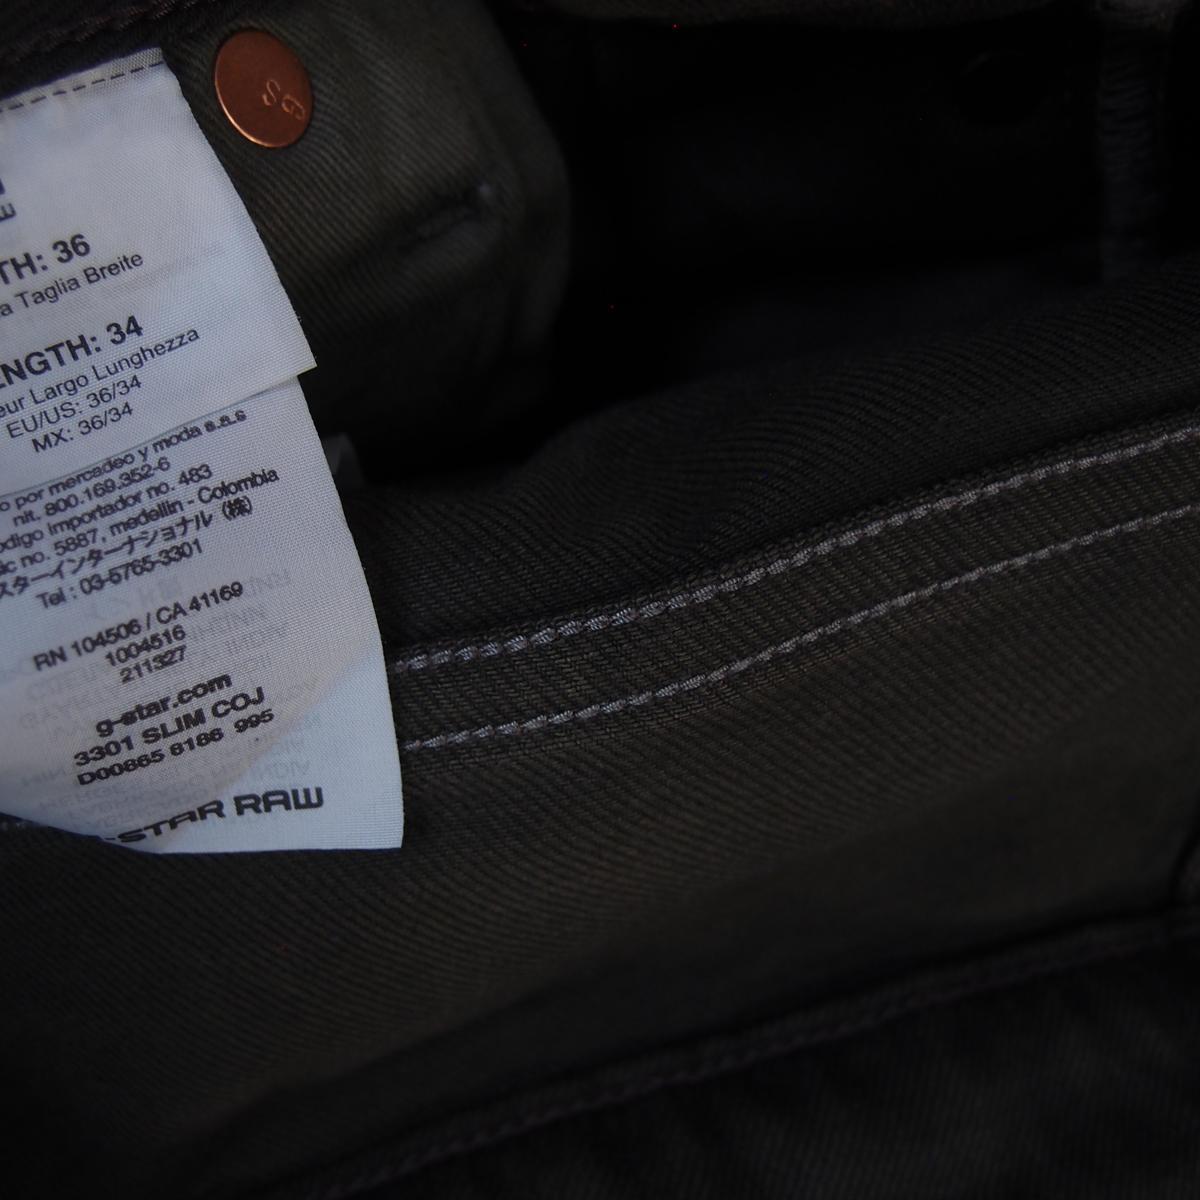 SG
TH: 36
a Taglia Breite
ENGTH: 34
eur Largo Lunghezza
EU/US: 36/34
MX: 36/34
o por mercadeo y moda s.a.s
nit. 800.169.352-6
odigo importador no. 483
ic no. 5887, medellin - Colombia
スターインターナショナル (株)
Tel : 03-5765-3301
RN 104506 / CA 41169
1004516
211327
g-star.com
3301 SLIM COJ
D00865 6186 995
-STAR RAW